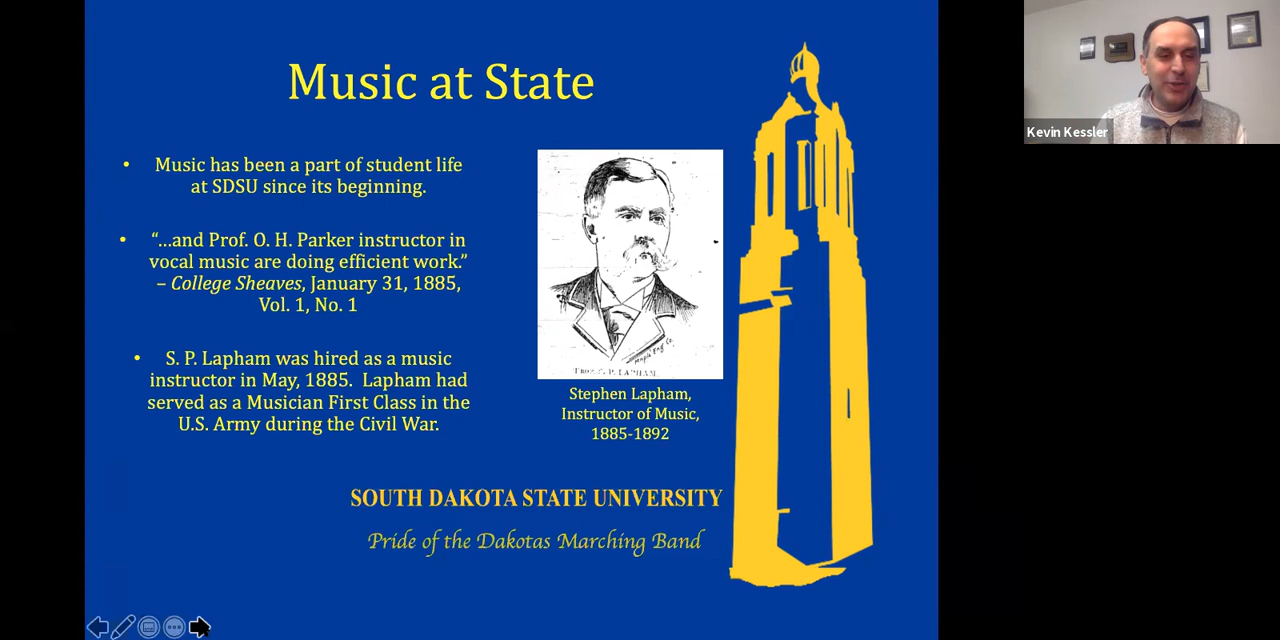 Music at State
• Music has been a part of student life
at SDSU since its beginning.
• “...and Prof. O. H. Parker instructor in
vocal music are doing efficient work.”
– College Sheaves, January 31, 1885,
Vol. 1, No. 1
• S. P. Lapham was hired as a music
instructor in May, 1885.  Lapham had
served as a Musician First Class in the
U.S. Army during the Civil War.
Stephen Lapham,
Instructor of Music,
1885-1892
SOUTH DAKOTA STATE UNIVERSITY
Pride of the Dakotas Marching Band
Kevin Kessler